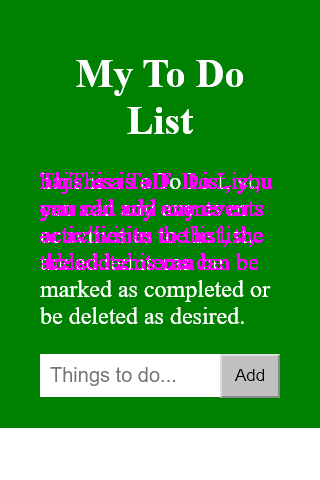 My To Do
List
This is a To Do List, you
can add any events or
activities to the list, the
added items can be
marked as completed or
be deleted as desired.
Things to do... Add